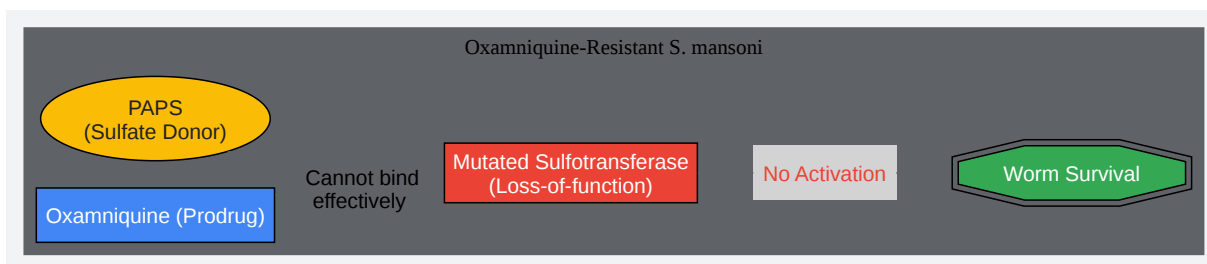 Oxamniquine-Resistant S. mansoni
PAPS
(Sulfate Donor)
Oxamniquine (Prodrug)
Cannot bind
effectively
Mutated Sulfotransferase
(Loss-of-function)
No Activation
Worm Survival